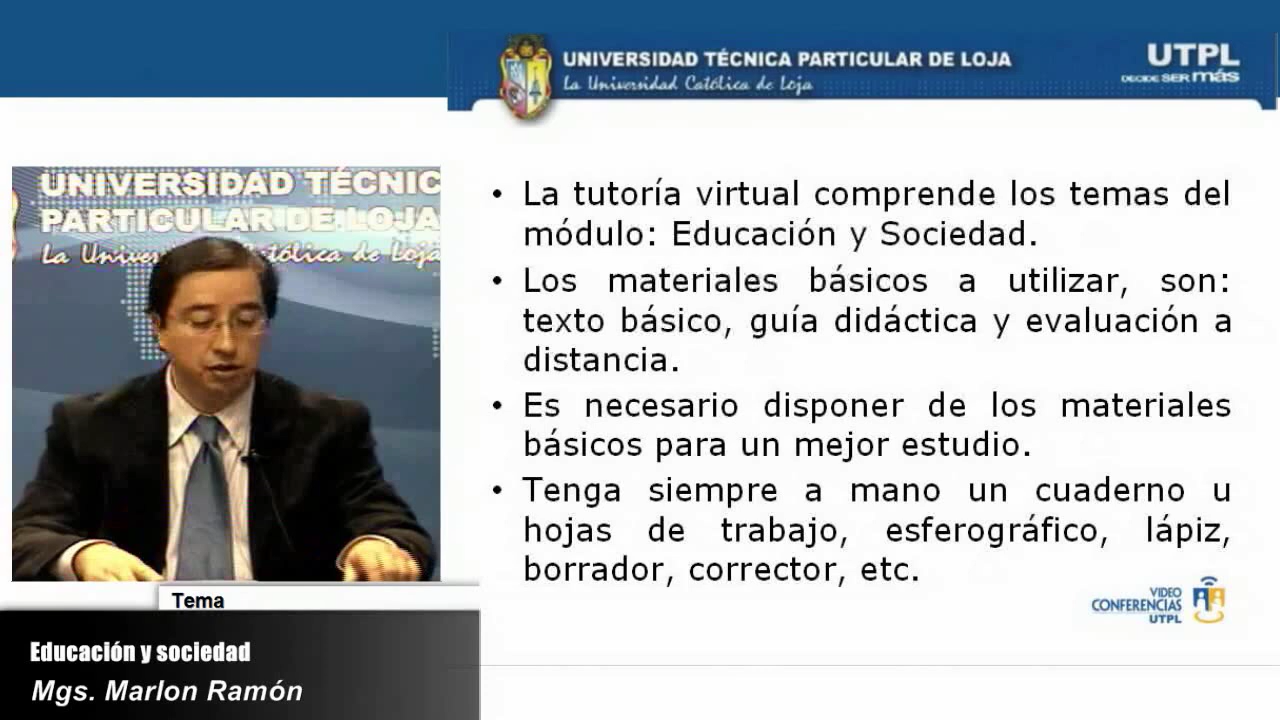 UNIVERSIDAD TÉCNICA PARTICULAR DE LOJA
La Universidad Católica de Loja
UTPL
DECIDE SER MÁS
UNIVERSIDAD TÉCNIC
PARTICULAR DE LOJA
La Univers tólica de Loja
• La tutoría virtual comprende los temas del
módulo: Educación y Sociedad.
• Los materiales básicos a utilizar, son:
texto básico, guía didáctica y evaluación a
distancia.
• Es necesario disponer de los materiales
básicos para un mejor estudio.
• Tenga siempre a mano un cuaderno u
hojas de trabajo, esferográfico, lápiz,
borrador, corrector, etc.
VIDEO
CONFERENCIAS
UTPL
Tema
Educación y sociedad
Mgs. Marlon Ramón